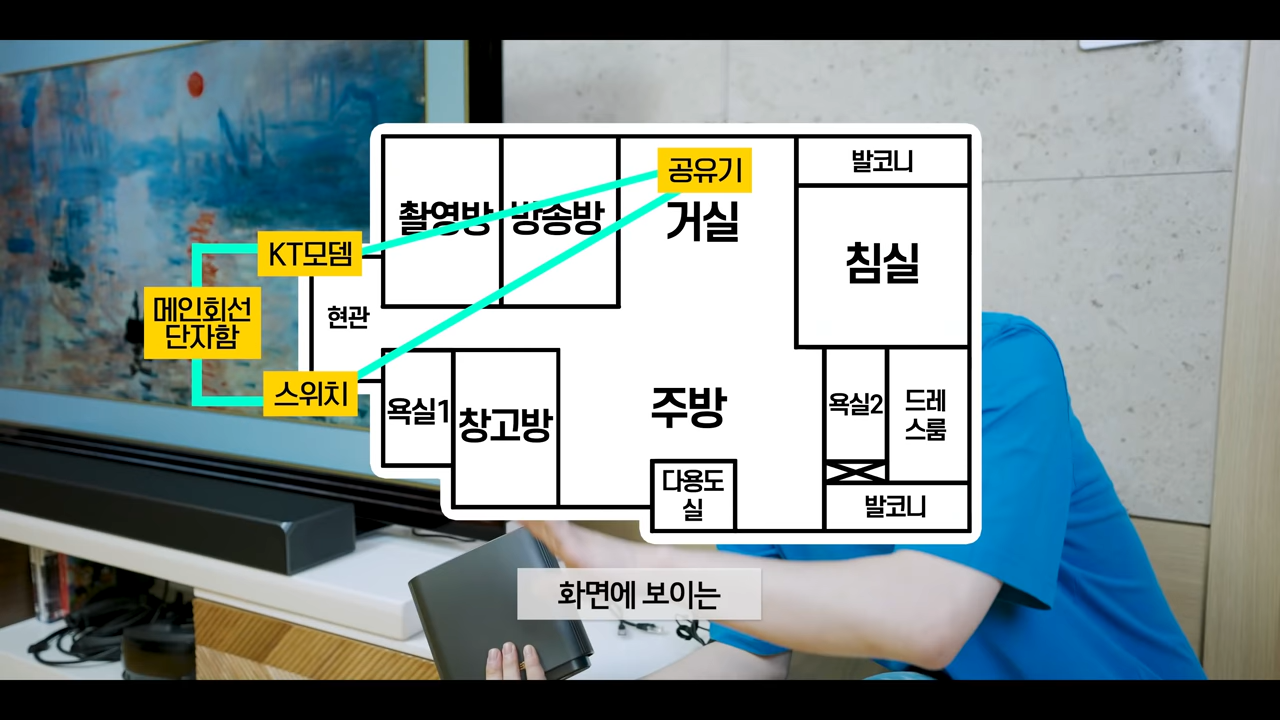 공유기
발코니
촬영방
방송방
거실
KT모뎀
침실
메인회선
단자함
현관
스위치
욕실1
창고방
주방
욕실2
드레
스룸
다용도
실
발코니
화면에 보이는